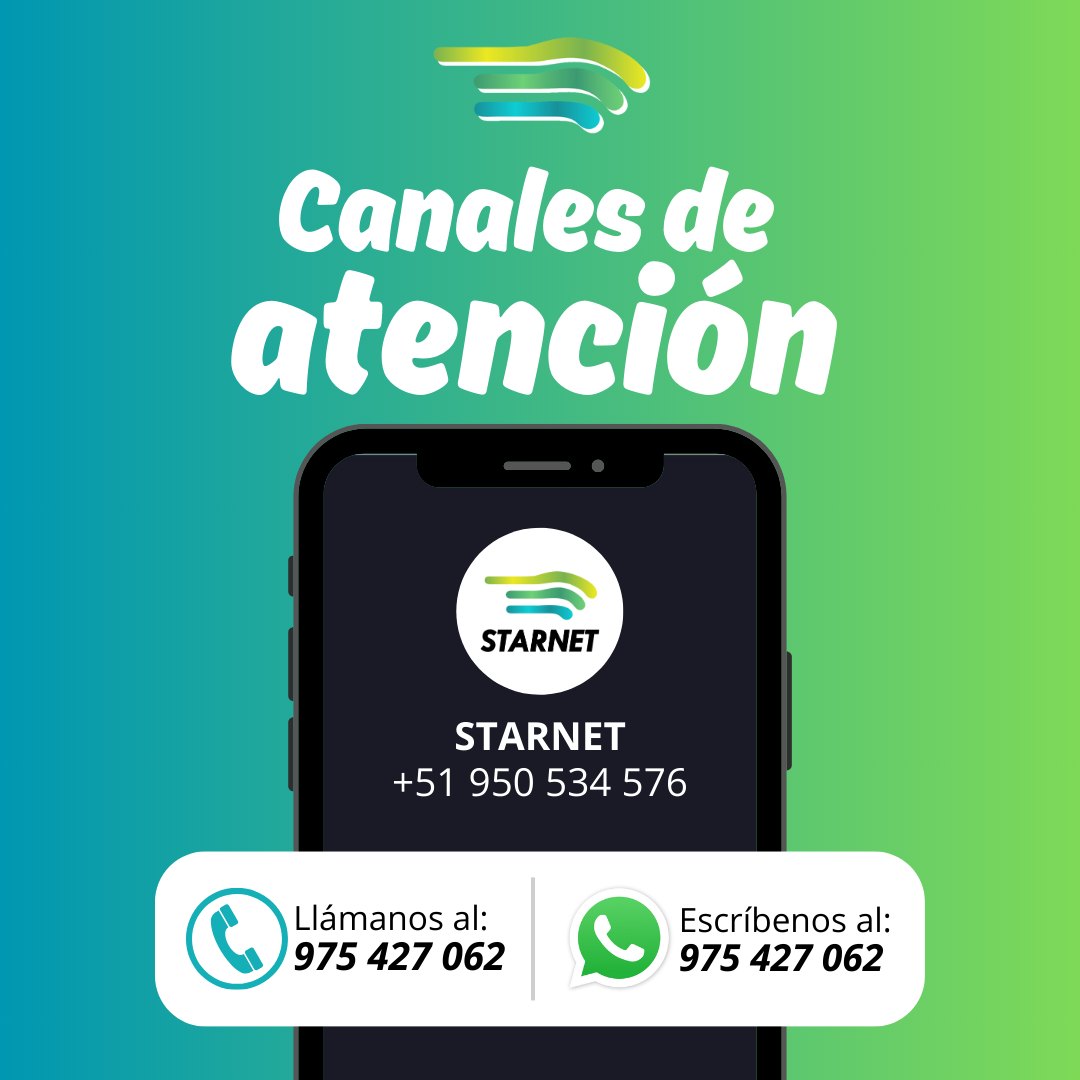 Canales de
atención
STARNET
STARNET
+51 950 534 576
Llámanos al:
975 427 062
Escríbenos al:
975 427 062